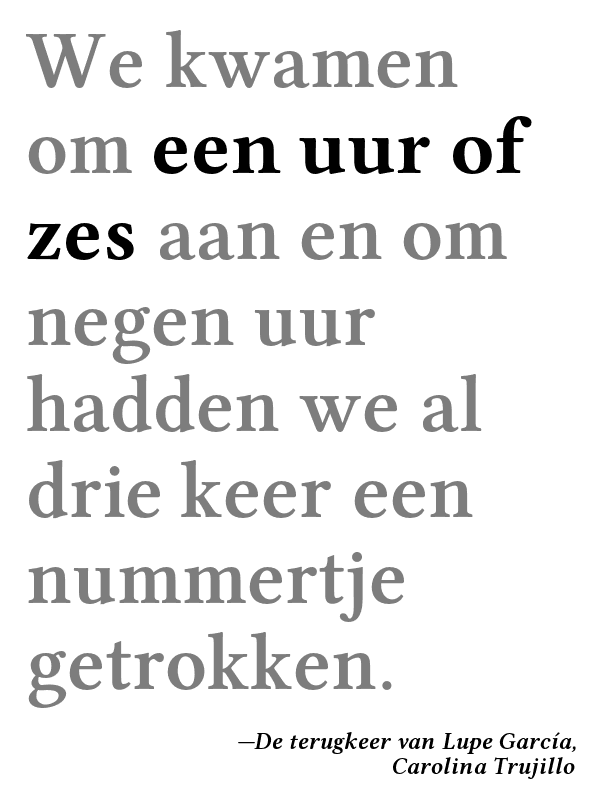 We kwamen
om een uur of
zes aan en om
negen uur
hadden we al
drie keer een
nummertje
getrokken.
—De terugkeer van Lupe García,
Carolina Trujillo